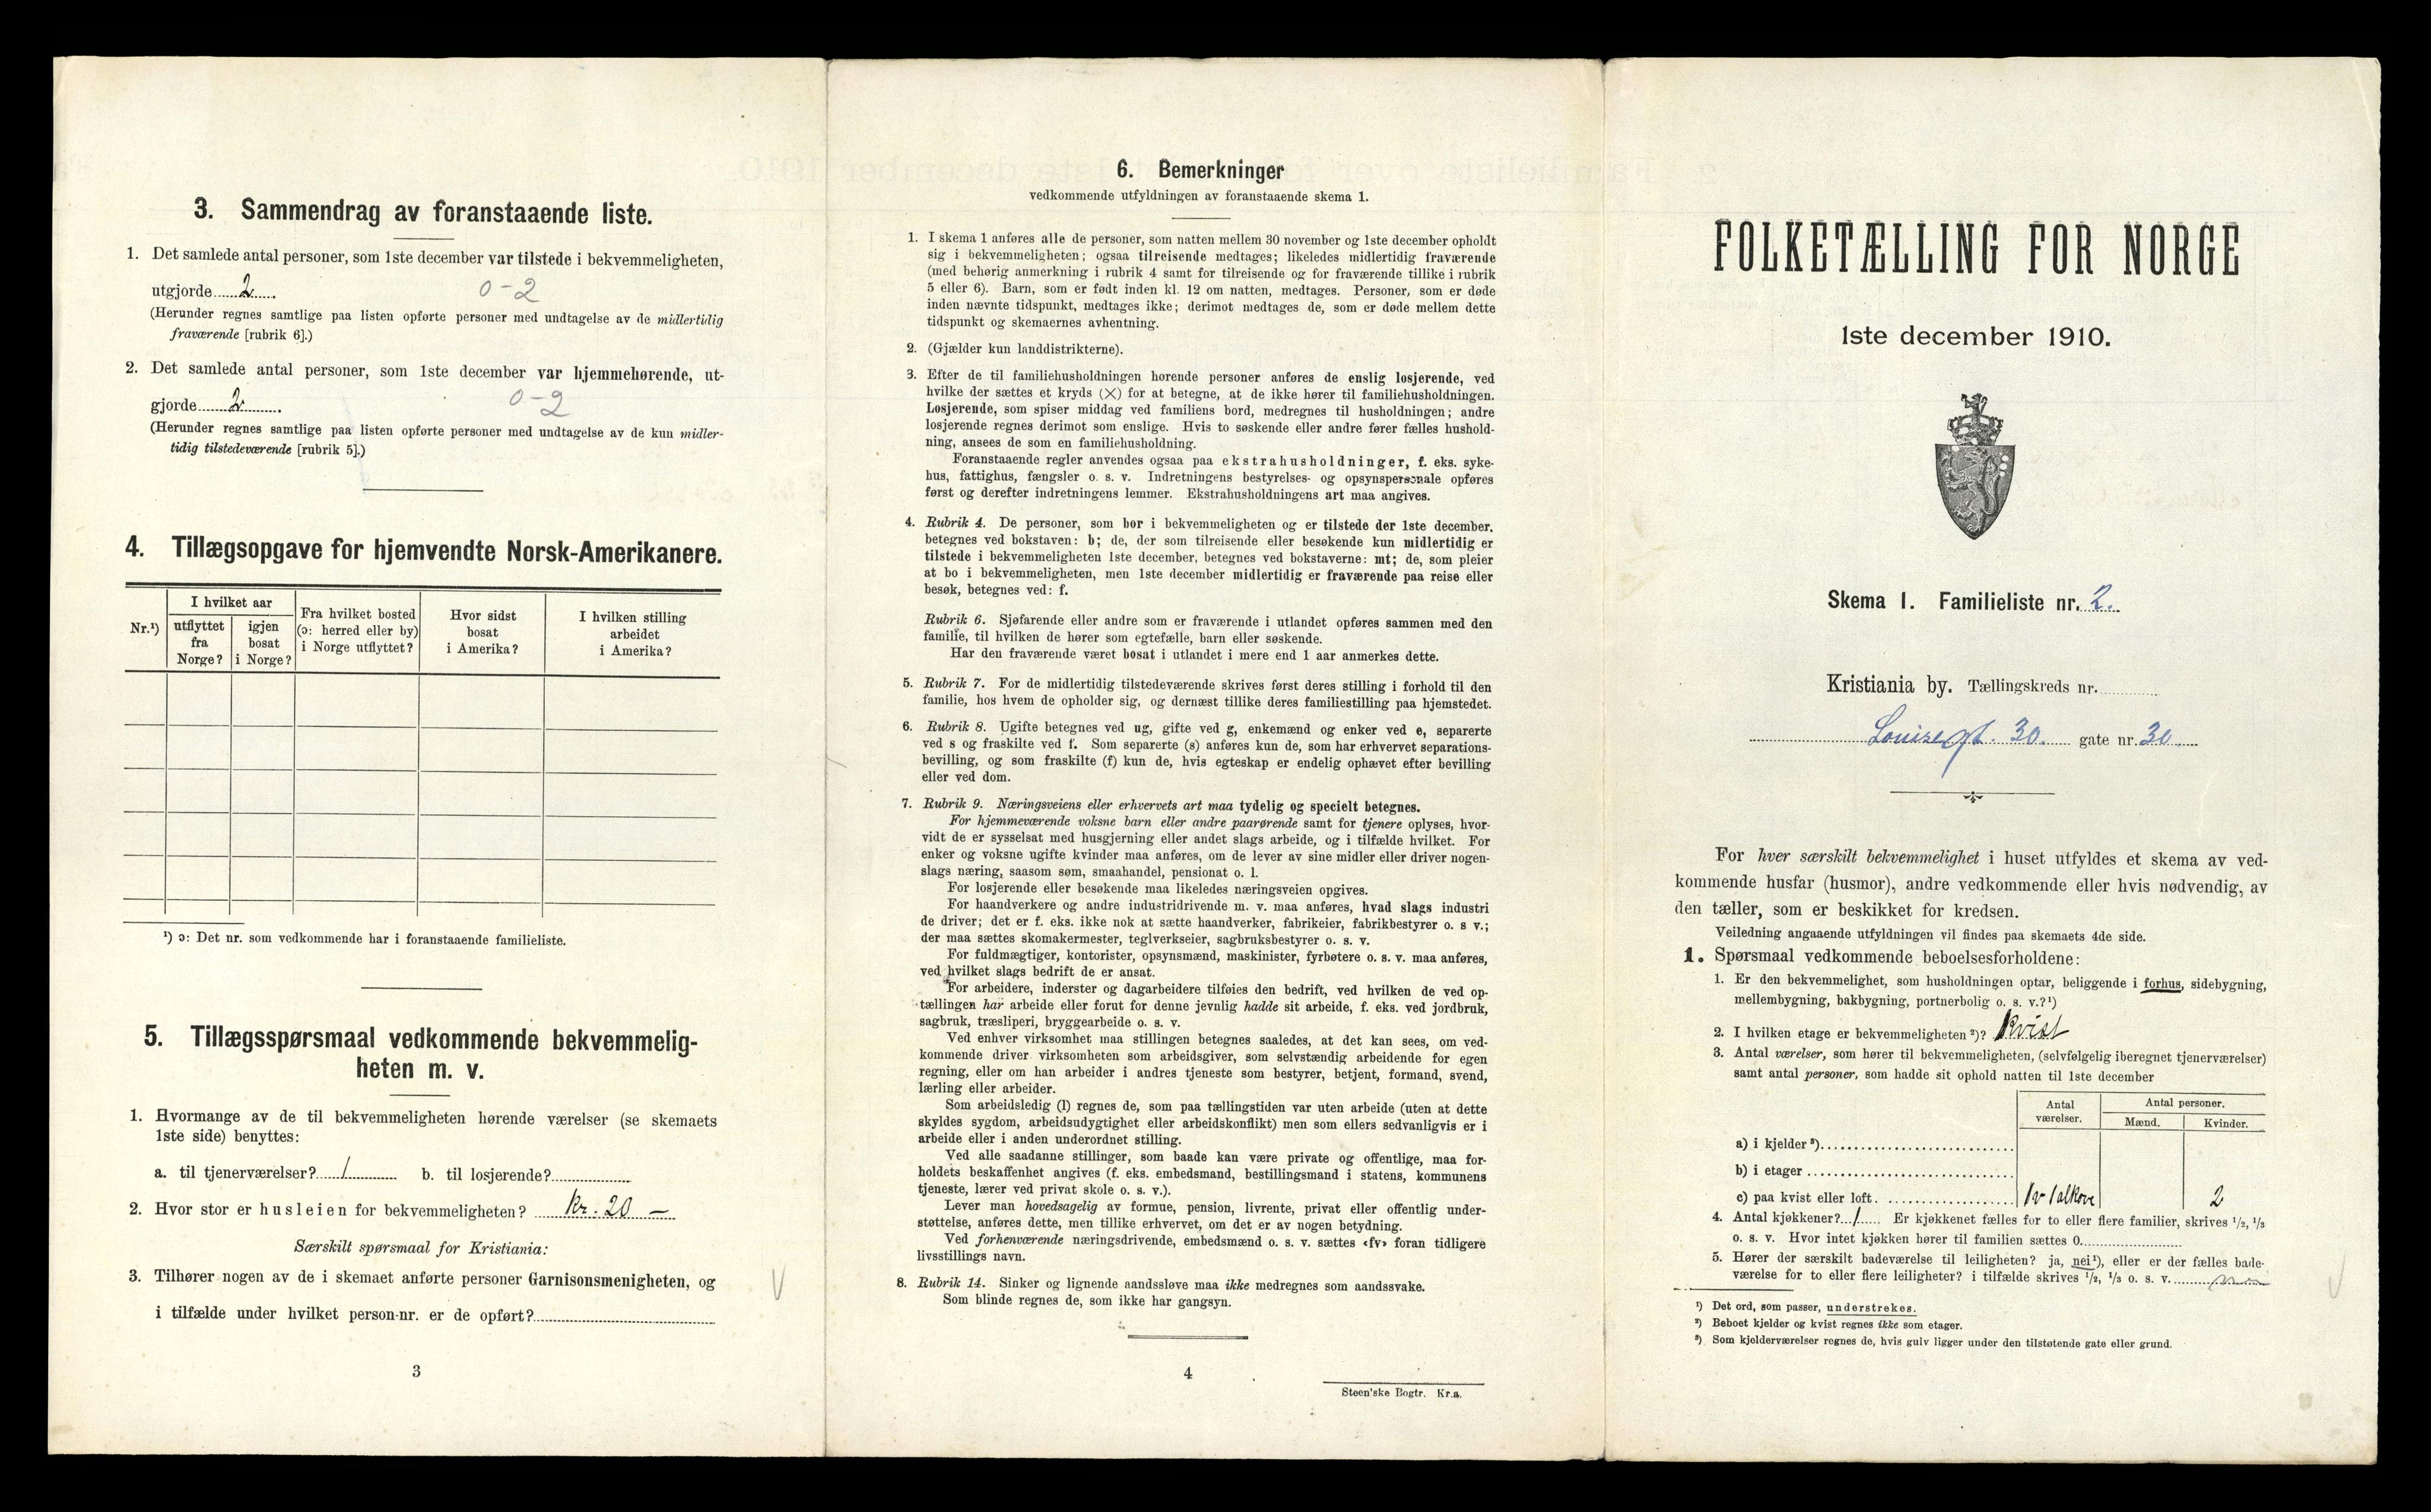 3. Sammendrag av foranstaaende liste.
1. Det samlede antal personer, som 1ste december var tilstede i bekvemmeligheten,
utgjorde 2 0-2
(Herunder regnes samtlige paa listen opførte personer med undtagelse av de midlertidig
fraværende [rubrik 6].)
2. Det samlede antal personer, som 1ste december var hjemmehørende, ut-
gjorde 2 0-2
(Herunder regnes samtlige paa listen opførte personer med undtagelse av de kun midler-
tidig tilstedeværende [rubrik 5].)
4. Tillægsopgave for hjemvendte Norsk-Amerikanere.
Nr.¹)
I hvilket aar
utflyttet
fra
Norge?
igjen
bosat
i Norge?
Fra hvilket bosted
(ɔ: herred eller by)
i Norge utflyttet?
Hvor sidst
bosat
i Amerika?
I hvilken stilling
arbeidet
i Amerika?
¹) ɔ: Det nr. som vedkommende har i foranstaaende familieliste.
5. Tillægsspørsmaal vedkommende bekvemmelig-
heten m. v.
1. Hvormange av de til bekvemmeligheten hørende værelser (se skemaets
1ste side) benyttes:
a. til tjenerværelser? 1 b. til losjerende?
2. Hvor stor er husleien for bekvemmeligheten? Kr. 20 —
Særskilt spørsmaal for Kristiania:
3. Tilhører nogen av de i skemaet anførte personer Garnisonsmenigheten, og
i tilfælde under hvilket person-nr. er de opført?
3
6. Bemerkninger
vedkommende utfyldningen av foranstaaende skema 1.
1. I skema 1 anføres alle de personer, som natten mellem 30 november og 1ste december opholdt
sig i bekvemmeligheten; ogsaa tilreisende medtages; likeledes midlertidig fraværende
(med behørig anmerkning i rubrik 4 samt for tilreisende og for fraværende tillike i rubrik
5 eller 6). Barn, som er født inden kl. 12 om natten, medtages. Personer, som er døde
inden nævnte tidspunkt, medtages ikke; derimot medtages de, som er døde mellem dette
tidspunkt og skemaernes avhentning.
2. (Gjælder kun landdistrikterne).
3. Efter de til familiehusholdningen hørende personer anføres de enslig losjerende, ved
hvilke der sættes et kryds (X) for at betegne, at de ikke hører til familiehusholdningen.
Losjerende, som spiser middag ved familiens bord, medregnes til husholdningen; andre
losjerende regnes derimot som enslige. Hvis to søskende eller andre fører fælles hushold-
ning, ansees de som en familiehusholdning.
Foranstaaende regler anvendes ogsaa paa ekstrahusholdninger, f. eks. syke-
hus, fattighus, fængsler o. s. v. Indretningens bestyrelses- og opsynspersonale opføres
først og derefter indretningens lemmer. Ekstrahusholdningens art maa angives.
4. Rubrik 4. De personer, som bor i bekvemmeligheten og er tilstede der 1ste december,
betegnes ved bokstaven: b; de, der som tilreisende eller besøkende kun midlertidig er
tilstede i bekvemmeligheten 1ste december, betegnes ved bokstaverne: mt; de, som pleier
at bo i bekvemmeligheten, men 1ste december midlertidig er fraværende paa reise eller
besøk, betegnes ved: f.
Rubrik 6. Sjøfarende eller andre som er fraværende i utlandet opføres sammen med den
familie, til hvilken de hører som egtefælle, barn eller søskende.
Har den fraværende været bosat i utlandet i mere end 1 aar anmerkes dette.
5. Rubrik 7. For de midlertidig tilstedeværende skrives først deres stilling i forhold til den
familie, hos hvem de opholder sig, og dernæst tillike deres familiestilling paa hjemstedet.
6. Rubrik 8. Ugifte betegnes ved ug, gifte ved g, enkemænd og enker ved e, separerte
ved s og fraskilte ved f. Som separerte (s) anføres kun de, som har erhvervet separations-
bevilling, og som fraskilte (f) kun de, hvis egteskap er endelig ophævet efter bevilling
eller ved dom.
7. Rubrik 9. Næringsveiens eller erhvervets art maa tydelig og specielt betegnes.
For hjemmeværende voksne barn eller andre paarørende samt for tjenere oplyses, hvor-
vidt de er sysselsat med husgjerning eller andet slags arbeide, og i tilfælde hvilket. For
enker og voksne ugifte kvinder maa anføres, om de lever av sine midler eller driver nogen-
slags næring, saasom søm, smaahandel, pensionat o. l.
For losjerende eller besøkende maa likeledes næringsveien opgives.
For haandverkere og andre industridrivende m. v. maa anføres, hvad slags industri
de driver; det er f. eks. ikke nok at sætte haandverker, fabrikeier, fabrikbestyrer o. s v.;
der maa sættes skomakermester, teglverkseier, sagbruksbestyrer o. s. v.
For fuldmægtiger, kontorister, opsynsmænd, maskinister, fyrbøtere o. s. v. maa anføres,
ved hvilket slags bedrift de er ansat.
For arbeidere, inderster og dagarbeidere tilføies den bedrift, ved hvilken de ved op-
tællingen har arbeide eller forut for denne jevnlig hadde sit arbeide, f. eks. ved jordbruk,
sagbruk, træsliperi, bryggearbeide o. s. v.
Ved enhver virksomhet maa stillingen betegnes saaledes, at det kan sees, om ved-
kommende driver virksomheten som arbeidsgiver, som selvstændig arbeidende for egen
regning, eller om han arbeider i andres tjeneste som bestyrer, betjent, formand, svend,
lærling eller arbeider.
Som arbeidsledig (l) regnes de, som paa tællingstiden var uten arbeide (uten at dette
skyldes sygdom, arbeidsudygtighet eller arbeidskonflikt) men som ellers sedvanligvis er i
arbeide eller i anden underordnet stilling.
Ved alle saadanne stillinger, som baade kan være private og offentlige, maa for-
holdets beskaffenhet angives (f. eks. embedsmand, bestillingsmand i statens, kommunens
tjeneste, lærer ved privat skole o. s. v.).
Lever man hovedsagelig av formue, pension, livrente, privat eller offentlig under-
støttelse, anføres dette, men tillike erhvervet, om det er av nogen betydning.
Ved forhenværende næringsdrivende, embedsmænd o. s. v. sættes «fv» foran tidligere
livsstillings navn.
8. Rubrik 14. Sinker og lignende aandssløve maa ikke medregnes som aandssvake.
Som blinde regnes de, som ikke har gangsyn.
4
Steen'ske Bogtr. Kr.a.
FOLKETÆLLING FOR NORGE
1ste december 1910.
Skema 1. Familieliste nr. 2.
Kristiania by. Tællingskreds nr.
Louisegt. 30. gate nr. 30
For hver særskilt bekvemmelighet i huset utfyldes et skema av ved-
kommende husfar (husmor), andre vedkommende eller hvis nødvendig, av
den tæller, som er beskikket for kredsen.
Veiledning angaaende utfyldningen vil findes paa skemaets 4de side.
1. Spørsmaal vedkommende beboelsesforholdene:
1. Er den bekvemmelighet, som husholdningen optar, beliggende i forhus, sidebygning,
mellembygning, bakbygning, portnerbolig o. s. v.?¹)
2. I hvilken etage er bekvemmeligheten ²)? Kvist
3. Antal værelser, som hører til bekvemmeligheten, (selvfølgelig iberegnet tjenerværelser)
samt antal personer, som hadde sit ophold natten til 1ste december
Antal
værelser.
Antal personer.
Mænd. Kvinder.
a) i kjelder ³)
b) i etager
c) paa kvist eller loft. 1v 1 alkove 2
4. Antal kjøkkener? 1 Er kjøkkenet fælles for to eller flere familier, skrives ¹/₂, ¹/₃
o. s. v. Hvor intet kjøkken hører til familien sættes 0.
5. Hører der særskilt badeværelse til leiligheten? ja, nei ¹), eller er der fælles bade-
værelse for to eller flere leiligheter? i tilfælde skrives ¹/₂, ¹/₃ o. s. v.
¹) Det ord, som passer, understrekes.
²) Beboet kjelder og kvist regnes ikke som etager.
³) Som kjelderværelser regnes de, hvis gulv ligger under den tilstøtende gate eller grund.